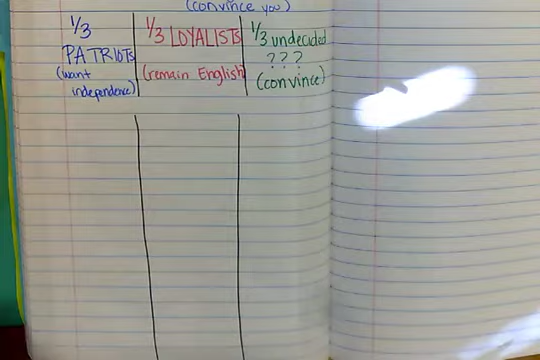 (convince you)
1/3 PATRIOTS (want independence)
1/3 LOYALISTS (remain English)
1/3 undecided ? ? ? (convince)